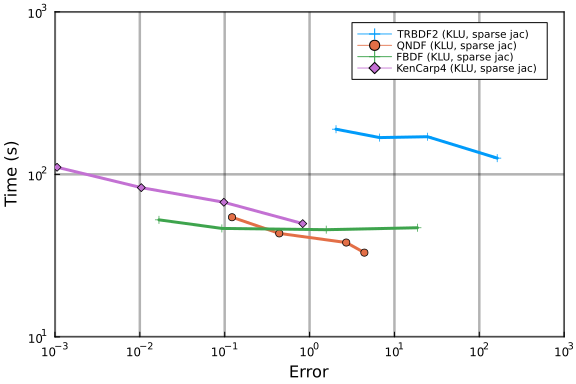 10³
TRBDF2 (KLU, sparse jac)
QNDF (KLU, sparse jac)
FBDF (KLU, sparse jac)
KenCarp4 (KLU, sparse jac)
10²
Time (s)
10¹
10⁻³ 10⁻² 10⁻¹ 10⁰ 10¹ 10² 10³
Error